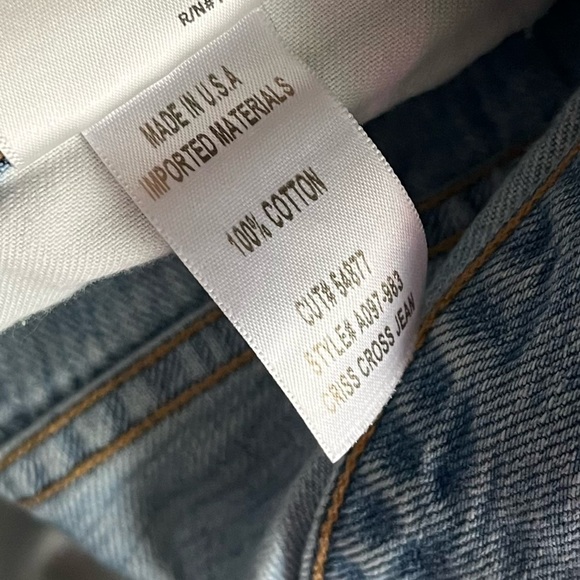 R/N#
MADE IN U.S.A
IMPORTED MATERIALS
100% COTTON
CUT# 54877
STYLE# A097-983
CRISS CROSS JEAN